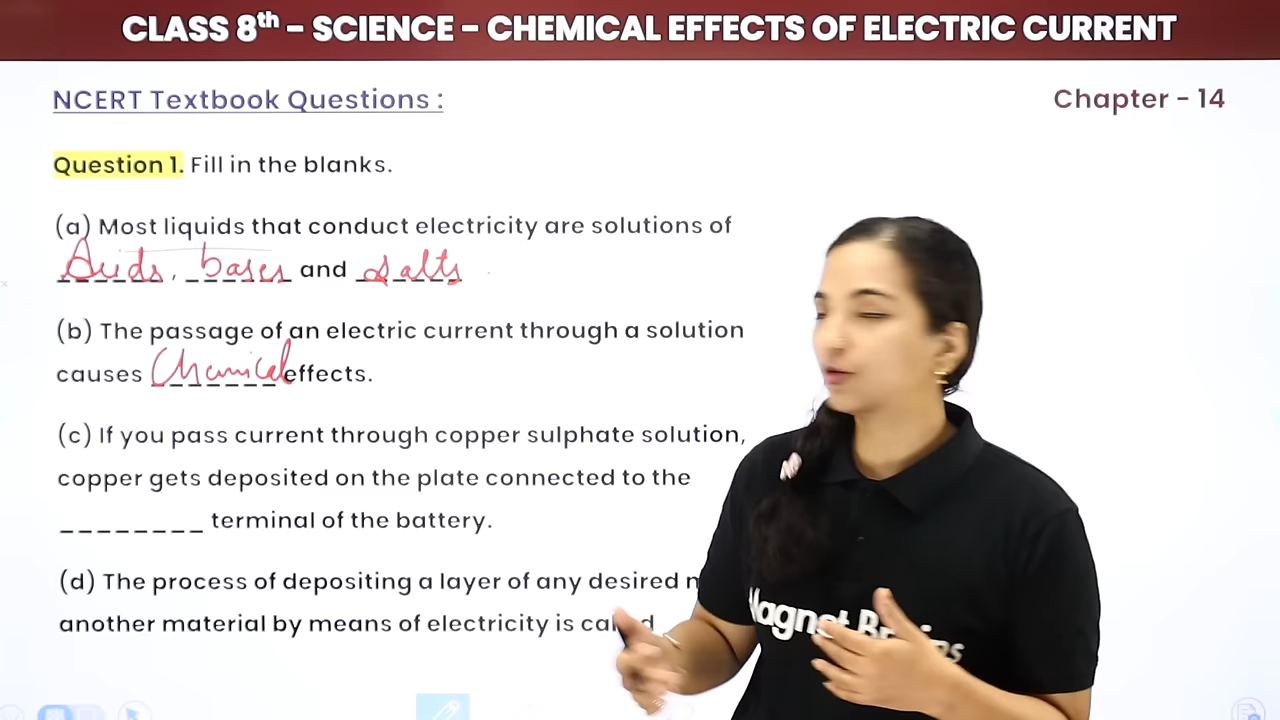 CLASS 8th - SCIENCE - CHEMICAL EFFECTS OF ELECTRIC CURRENT
NCERT Textbook Questions :
Chapter - 14
Question 1. Fill in the blanks.
(a) Most liquids that conduct electricity are solutions of
Acids, bases and salts
(b) The passage of an electric current through a solution
causes Chemical effects.
(c) If you pass current through copper sulphate solution,
copper gets deposited on the plate connected to the
________ terminal of the battery.
(d) The process of depositing a layer of any desired
another material by means of electricity is called
Magnet Brains